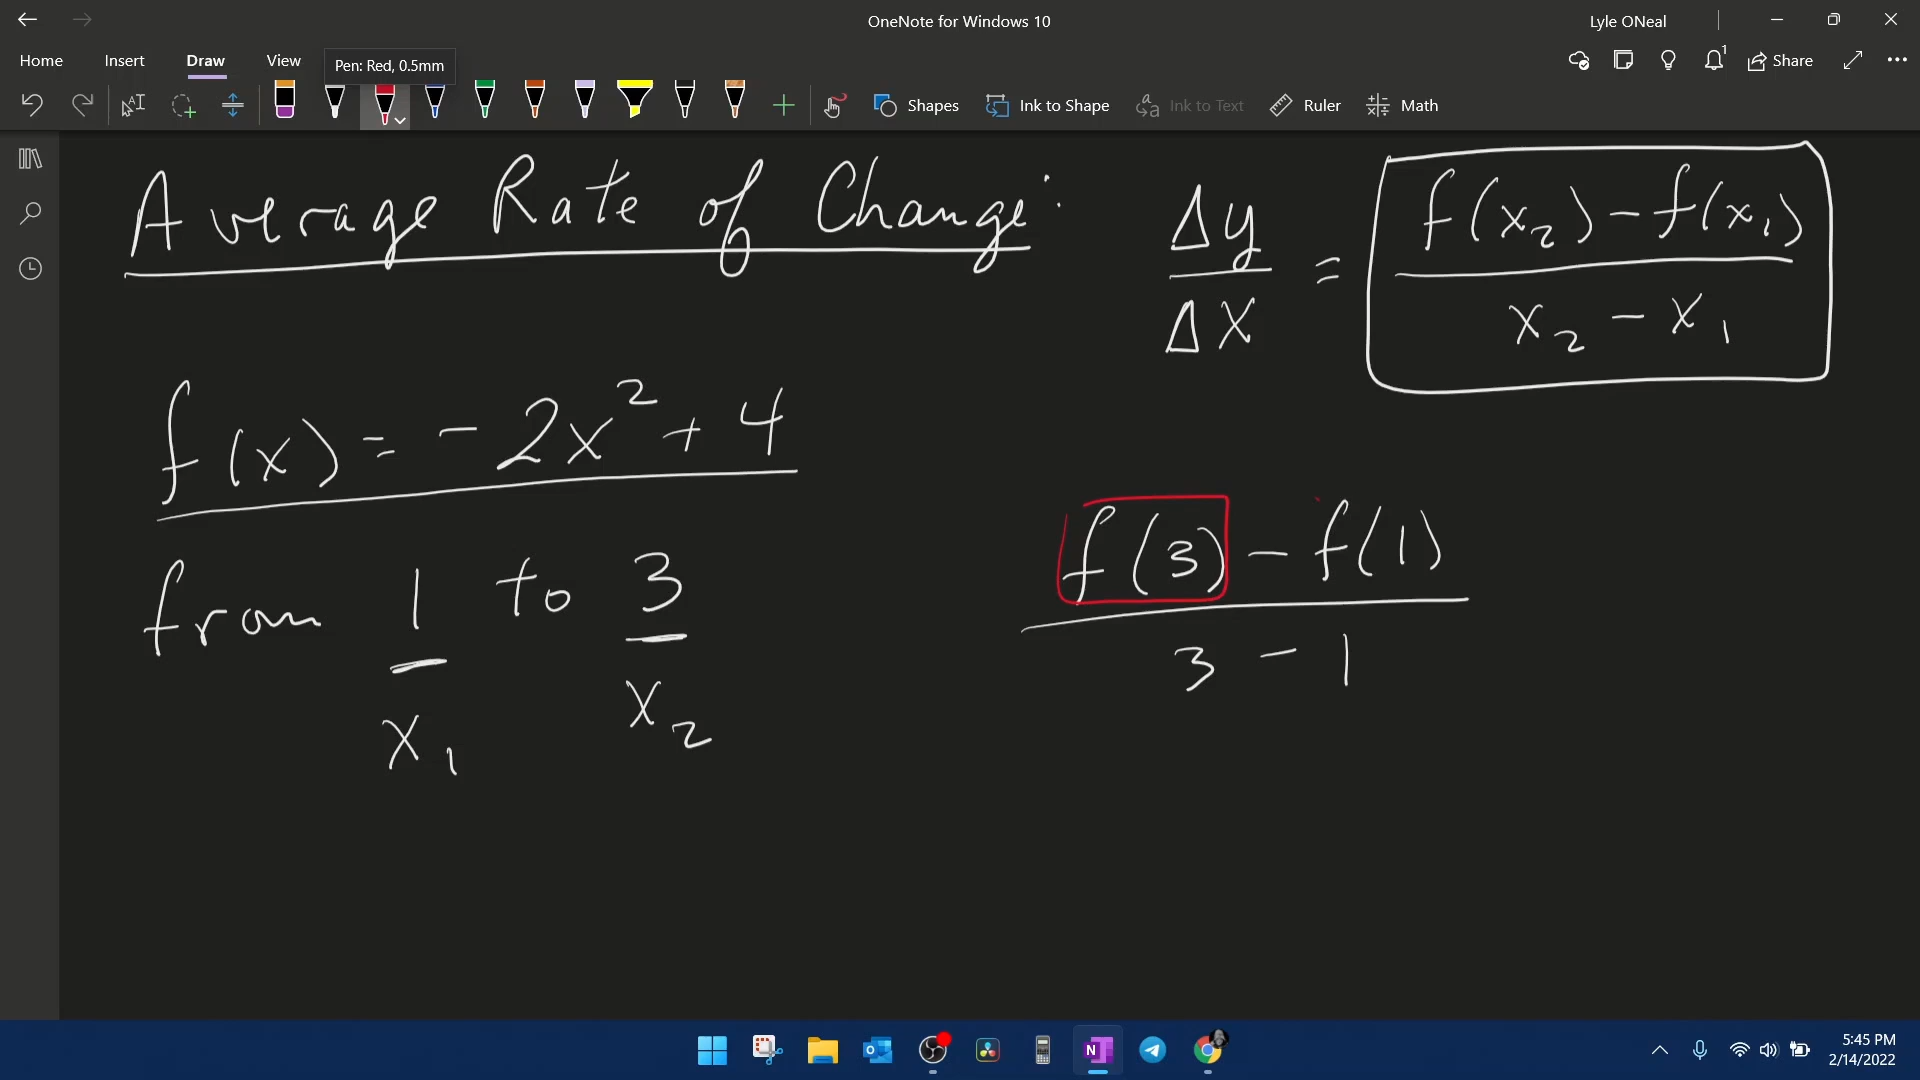 OneNote for Windows 10
Lyle ONeal
Home Insert Draw View
Pen: Red, 0.5mm
1
Share
Shapes Ink to Shape Ink to Text Ruler Math
Average Rate of Change:
Δy/Δx = (f(x₂) - f(x₁))/(x₂ - x₁)
f(x) = -2x² + 4
from 1 to 3
x₁ x₂
f(3) - f(1)
3 - 1
5:45 PM
2/14/2022